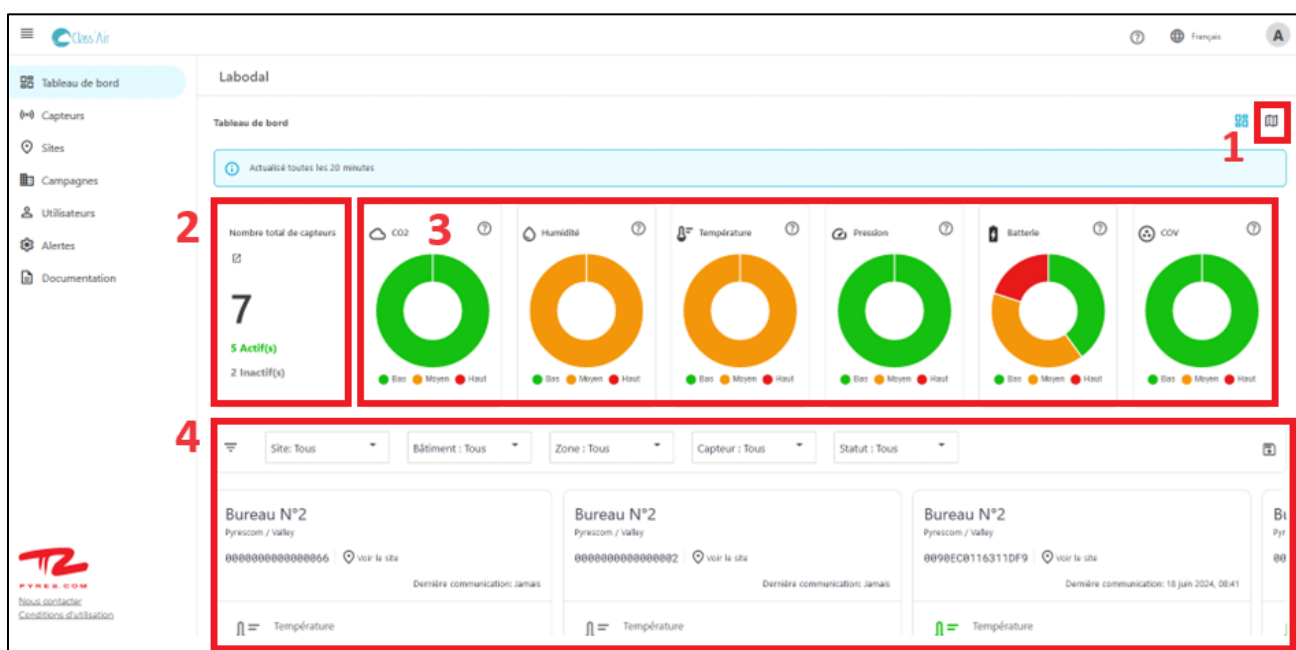 Class'Air
Français
A
Tableau de bord
Capteurs
Sites
Campagnes
Utilisateurs
Alertes
Documentation
Labodal
Tableau de bord
1
Actualisé toutes les 20 minutes
2
Nombre total de capteurs
7
5 Actif(s)
2 Inactif(s)
3
CO2
Bas Moyen Haut
Humidité
Bas Moyen Haut
Température
Bas Moyen Haut
Pression
Bas Moyen Haut
Batterie
Bas Moyen Haut
COV
Bas Moyen Haut
4
Site: Tous
Bâtiment : Tous
Zone : Tous
Capteur : Tous
Statut : Tous
Bureau N°2
Pyrescom / Valley
0000000000000066 Voir le site
Dernière communication: Jamais
Température
Bureau N°2
Pyrescom / Valley
0000000000000002 Voir le site
Dernière communication: Jamais
Température
Bureau N°2
Pyrescom / Valley
0090EC0116311DF9 Voir le site
Dernière communication: 18 juin 2024, 08:41
Température
Bu
Pyr
00
PYRES.COM
Nous contacter
Conditions d'utilisation